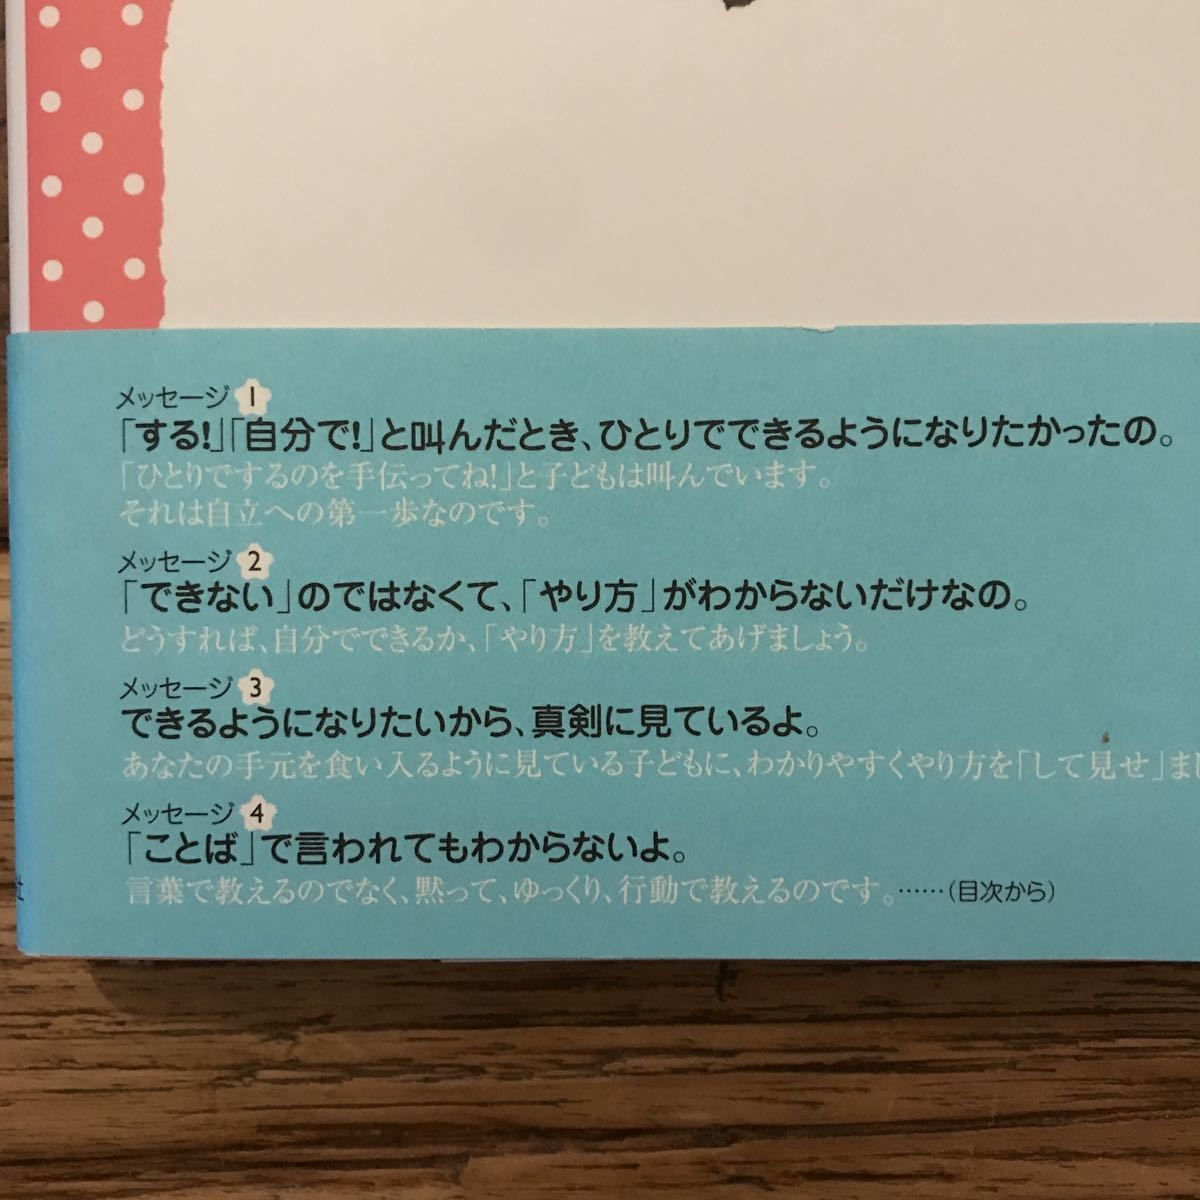 メッセージ 1
「する!」「自分で!」と叫んだとき、ひとりでできるようになりたかったの。
「ひとりでするのを手伝ってね!」と子どもは叫んでいます。
それは自立への第一歩なのです。
メッセージ 2
「できない」のではなくて、「やり方」がわからないだけなの。
どうすれば、自分でできるか、「やり方」を教えてあげましょう。
メッセージ 3
できるようになりたいから、真剣に見ているよ。
あなたの手元を食い入るように見ている子どもに、わかりやすくやり方を「して見せ」まし
メッセージ 4
「ことば」で言われてもわからないよ。
言葉で教えるのでなく、黙って、ゆっくり、行動で教えるのです。……(目次から)
社